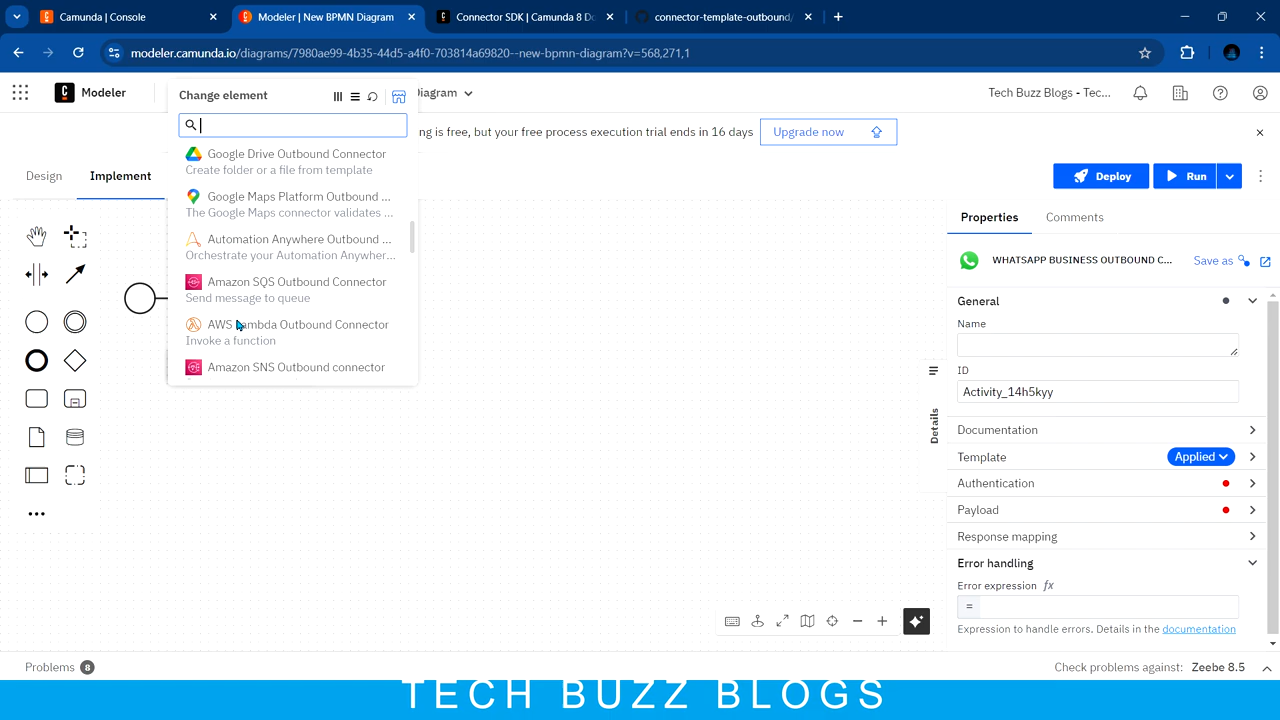 Camunda | Console
Modeler | New BPMN Diagram
Connector SDK | Camunda 8 Do
connector-template-outbound/
modeler.camunda.io/diagrams/7980ae99-4b35-44d5-a4f0-703814a69820--new-bpmn-diagram?v=568,271,1
Modeler
Change element
Diagram
Tech Buzz Blogs - Tec...
ng is free, but your free process execution trial ends in 16 days
Upgrade now
Design
Implement
Deploy
Run
Google Drive Outbound Connector
Create folder or a file from template
Google Maps Platform Outbound ...
The Google Maps connector validates ...
Automation Anywhere Outbound ...
Orchestrate your Automation Anywher...
Amazon SQS Outbound Connector
Send message to queue
AWS Lambda Outbound Connector
Invoke a function
Amazon SNS Outbound connector
Details
Properties
Comments
WHATSAPP BUSINESS OUTBOUND C...
Save as
General
Name
ID
Activity_14h5kyy
Documentation
Template
Applied
Authentication
Payload
Response mapping
Error handling
Error expression fx
=
Expression to handle errors. Details in the documentation
Problems 8
Check problems against: Zeebe 8.5
TECH BUZZ BLOGS